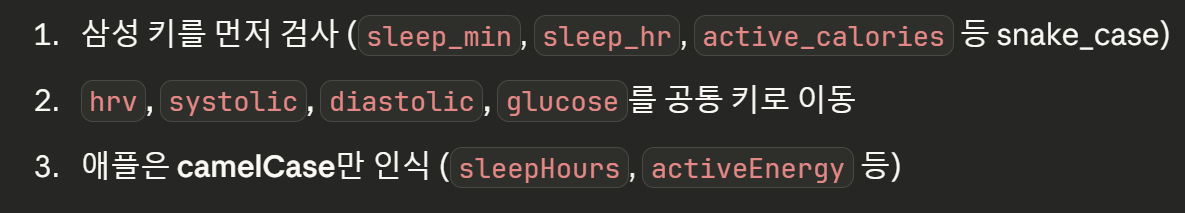 1. 삼성 키를 먼저 검사 (sleep_min, sleep_hr, active_calories 등 snake_case)
2. hrv, systolic, diastolic, glucose를 공통 키로 이동
3. 애플은 camelCase만 인식 (sleepHours, activeEnergy 등)